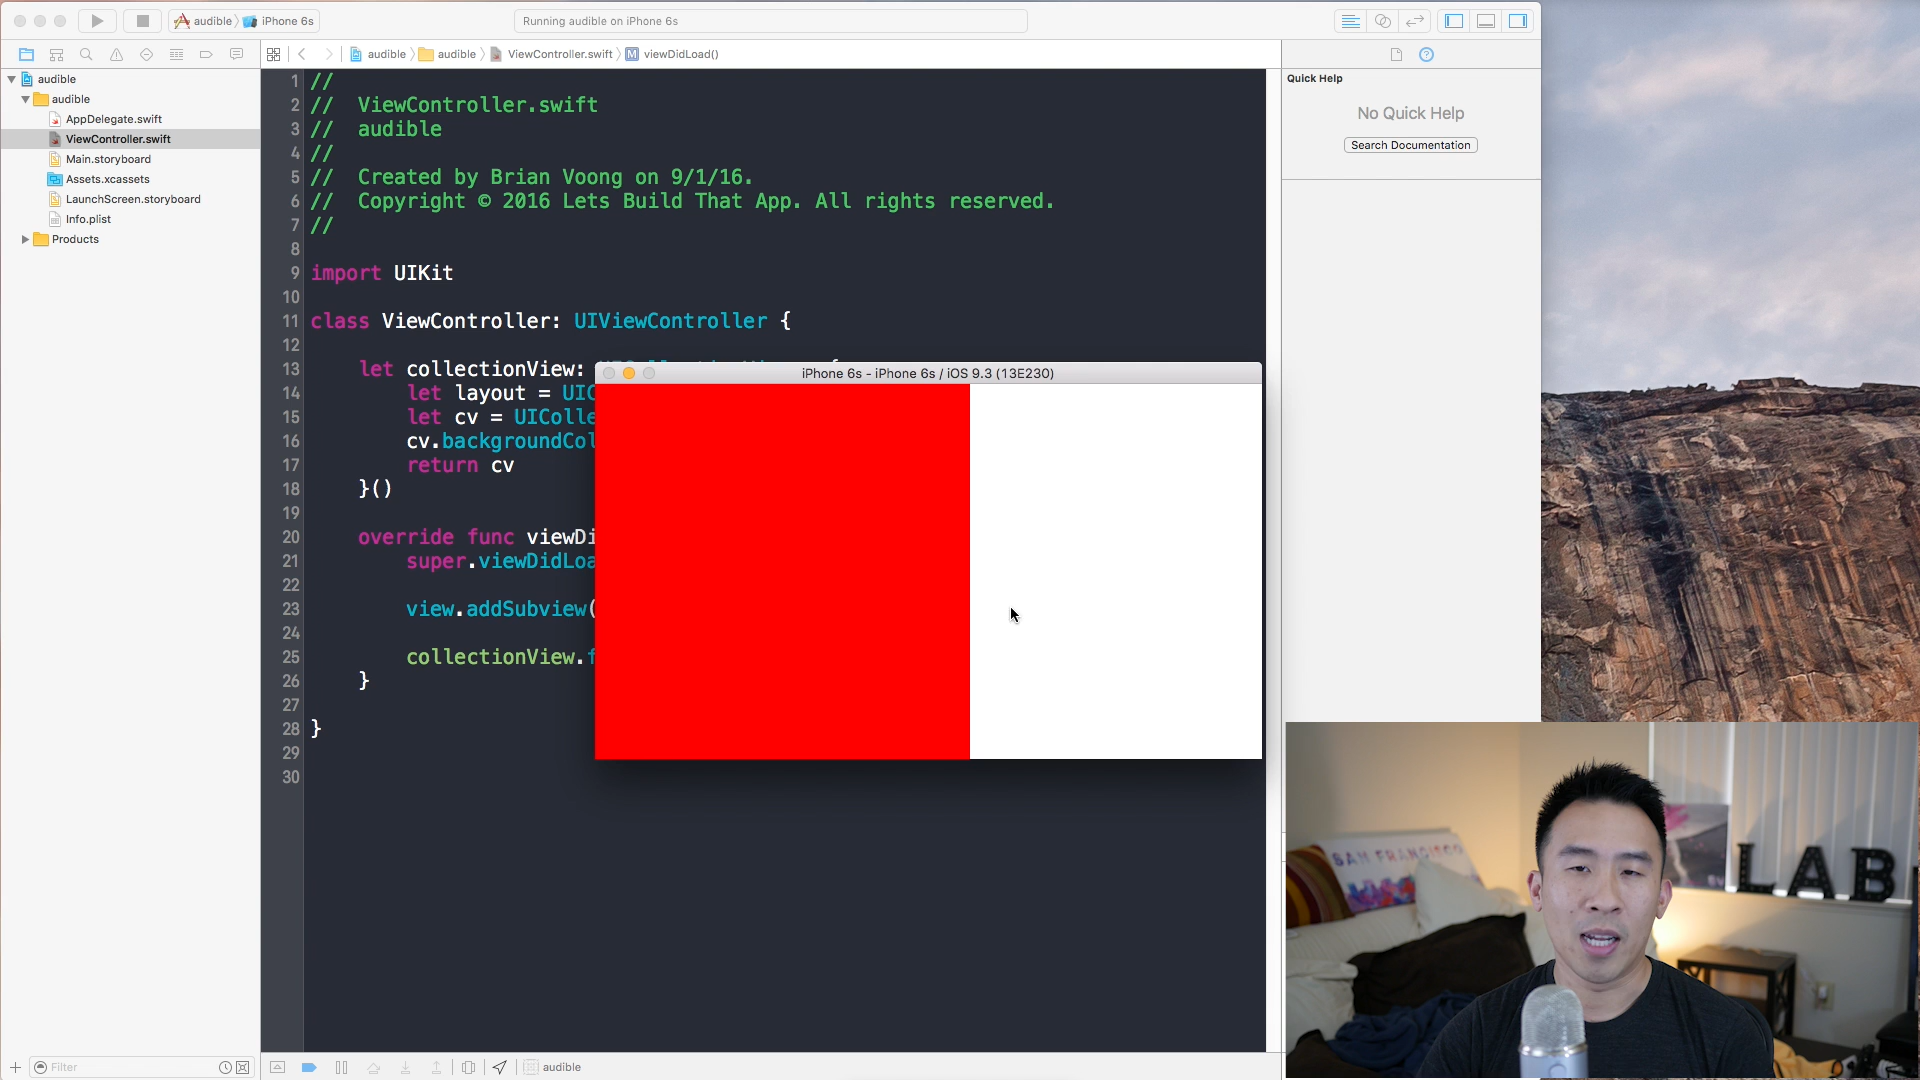 audible
iPhone 6s
Running audible on iPhone 6s
audible
audible
ViewController.swift
M
viewDidLoad()
audible
audible
AppDelegate.swift
ViewController.swift
Main.storyboard
Assets.xcassets
LaunchScreen.storyboard
Info.plist
Products
Filter
1 //
2 //  ViewController.swift
3 //  audible
4 //
5 //  Created by Brian Voong on 9/1/16.
6 //  Copyright © 2016 Lets Build That App. All rights reserved.
7 //
8
9 import UIKit
10
11 class ViewController: UIViewController {
12
13     let collectionView:
14         let layout = UIC
15         let cv = UIColle
16         cv.backgroundCol
17         return cv
18     }()
19
20     override func viewDi
21         super.viewDidLoa
22
23         view.addSubview(
24
25         collectionView.f
26     }
27
28 }
29
30
iPhone 6s - iPhone 6s / iOS 9.3 (13E230)
Quick Help
No Quick Help
Search Documentation
audible
SAN FRANCISCO
LAB